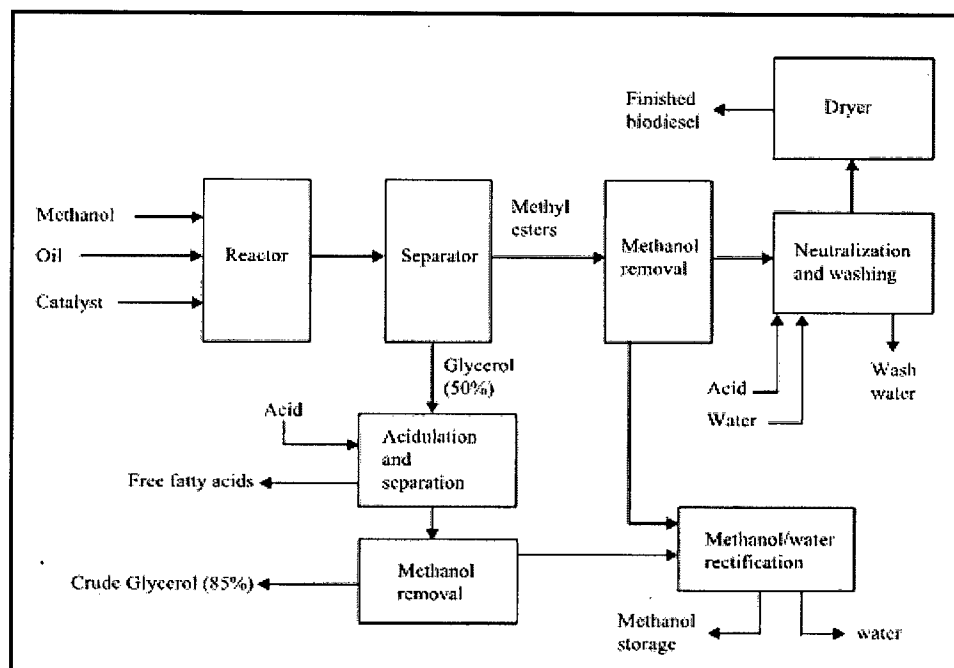 Finished
biodiesel
Dryer
Methanol
Oil
Catalyst
Reactor
Separator
Methyl
esters
Methanol
removal
Neutralization
and washing
Glycerol
(50%)
Acid
Water
Wash
water
Acid
Acidulation
and
separation
Free fatty acids
Methanol/water
rectification
Crude Glycerol (85%)
Methanol
removal
Methanol
storage
water